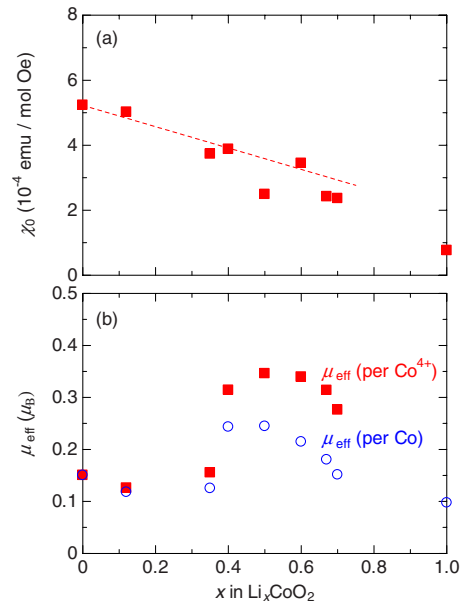 (a)
χ0 (10-4 emu / mol Oe)
8
6
4
2
0
(b)
μeff (μB)
0.5
0.4
0.3
0.2
0.1
0
μeff (per Co4+)
μeff (per Co)
0 0.2 0.4 0.6 0.8 1.0
x in LixCoO2